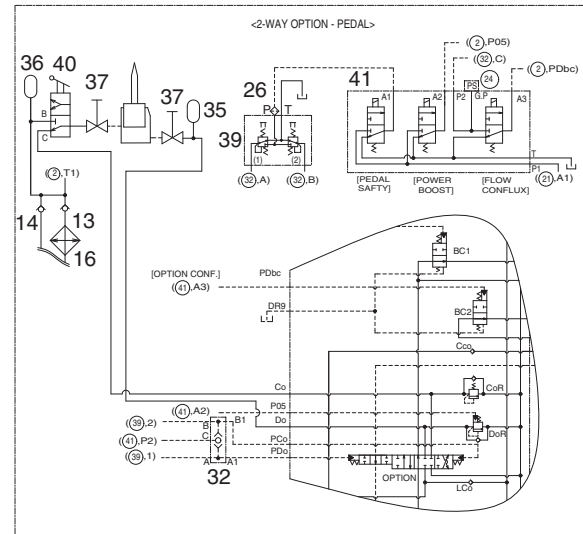 <2-WAY OPTION - PEDAL>
36
40
37
37
35
B
C
(②,T1)
14
13
16
26
P
T
39
(1)
(2)
(㉜,A)
(㉜,B)
(②,P05)
(㉜,C)
㉔
(②,PDbc)
41
A1
A2
P2
PS
G.P
A3
T
P1
[PEDAL SAFTY]
[POWER BOOST]
[FLOW CONFLUX]
(㉑,A1)
[OPTION CONF.]
PDbc
(㊶,A3)
DR9
BC1
BC2
Cco
Co
CoR
(㊶,A2)
P05
B1
Do
DoR
(㊴,2)
B
(㊶,P2)
C
PCo
(㊴,1)
A
A1
PDo
32
OPTION
LCo